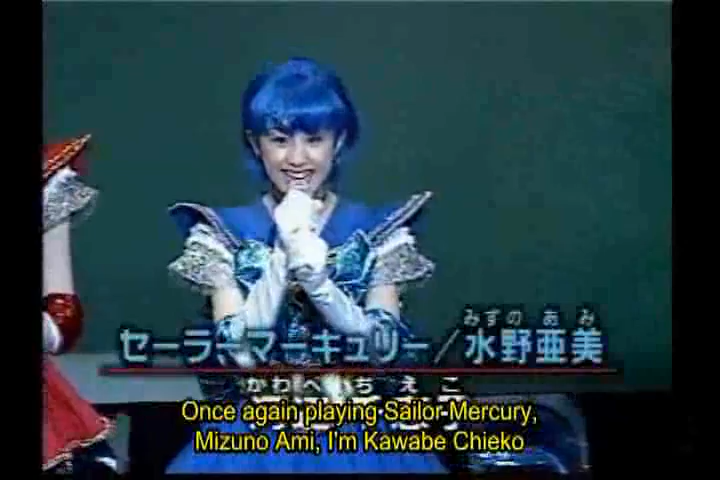 みずの あみ
セーラーマーキュリー/水野亜美
かわべちえこ
Once again playing Sailor Mercury,
Mizuno Ami, I'm Kawabe Chieko